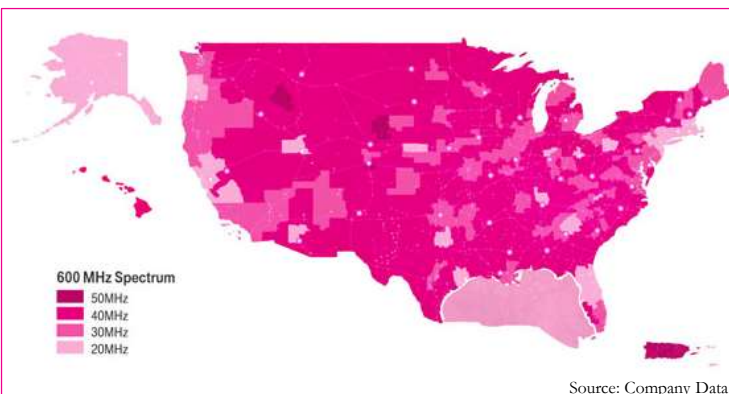 600 MHz Spectrum
50MHz
40MHz
30MHz
20MHz
Source: Company Data